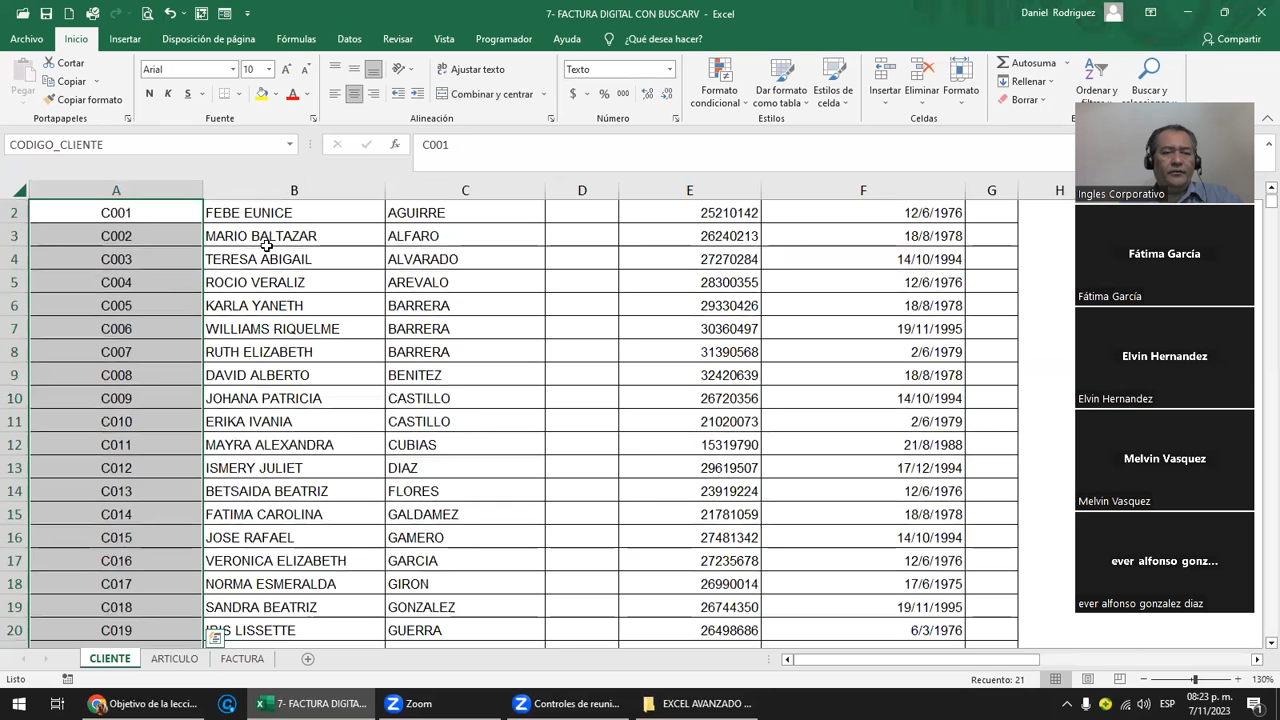 7- FACTURA DIGITAL CON BUSCARV - Excel
Daniel Rodriguez
Archivo Inicio Insertar Disposición de página Fórmulas Datos Revisar Vista Programador Ayuda ¿Qué desea hacer? Compartir
Pegar
Cortar
Copiar
Copiar formato
Portapapeles
Arial 10
N K S
Fuente
Ajustar texto
Combinar y centrar
Alineación
Texto
$ % 000
Número
Formato condicional
Dar formato como tabla
Estilos de celda
Estilos
Insertar Eliminar Formato
Celdas
Autosuma
Rellenar
Borrar
Ordenar y
Buscar y
CODIGO_CLIENTE fx C001
A B C D E F G H
2 C001 FEBE EUNICE AGUIRRE 25210142 12/6/1976
3 C002 MARIO BALTAZAR ALFARO 26240213 18/8/1978
4 C003 TERESA ABIGAIL ALVARADO 27270284 14/10/1994
5 C004 ROCIO VERALIZ AREVALO 28300355 12/6/1976
6 C005 KARLA YANETH BARRERA 29330426 18/8/1978
7 C006 WILLIAMS RIQUELME BARRERA 30360497 19/11/1995
8 C007 RUTH ELIZABETH BARRERA 31390568 2/6/1979
9 C008 DAVID ALBERTO BENITEZ 32420639 18/8/1978
10 C009 JOHANA PATRICIA CASTILLO 26720356 14/10/1994
11 C010 ERIKA IVANIA CASTILLO 21020073 2/6/1979
12 C011 MAYRA ALEXANDRA CUBIAS 15319790 21/8/1988
13 C012 ISMERY JULIET DIAZ 29619507 17/12/1994
14 C013 BETSAIDA BEATRIZ FLORES 23919224 12/6/1976
15 C014 FATIMA CAROLINA GALDAMEZ 21781059 18/8/1978
16 C015 JOSE RAFAEL GAMERO 27481342 14/10/1994
17 C016 VERONICA ELIZABETH GARCIA 27235678 12/6/1976
18 C017 NORMA ESMERALDA GIRON 26990014 17/6/1975
19 C018 SANDRA BEATRIZ GONZALEZ 26744350 19/11/1995
20 C019 LISSETTE GUERRA 26498686 6/3/1976
Ingles Corporativo
Fátima García
Fátima García
Elvin Hernandez
Elvin Hernandez
Melvin Vasquez
Melvin Vasquez
ever alfonso gonz...
ever alfonso gonzalez diaz
CLIENTE ARTICULO FACTURA
Listo Recuento: 21 130%
Objetivo de la lecci... 7- FACTURA DIGITA... Zoom Controles de reuni... EXCEL AVANZADO ... ESP 08:23 p. m.
7/11/2023